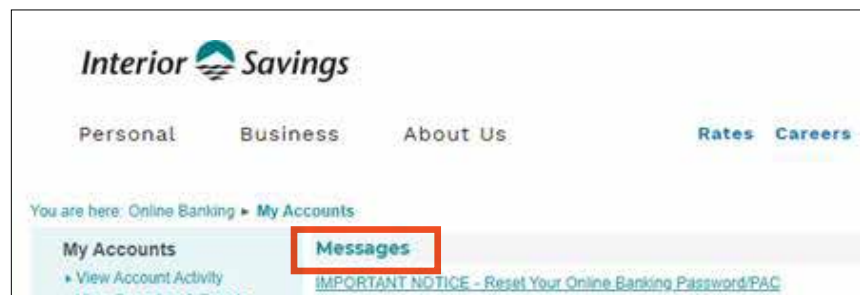 Interior Savings
Personal Business About Us Rates Careers
You are here: Online Banking ▸ My Accounts
My Accounts
Messages
▸ View Account Activity
IMPORTANT NOTICE - Reset Your Online Banking Password/PAC